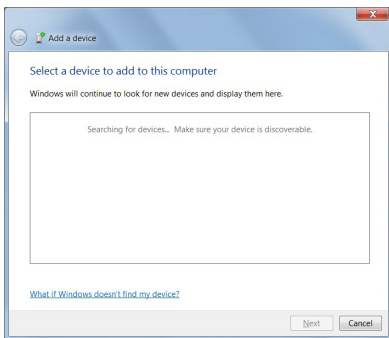 Add a device
Select a device to add to this computer
Windows will continue to look for new devices and display them here.
Searching for devices... Make sure your device is discoverable.
What if Windows doesn't find my device?
Next Cancel